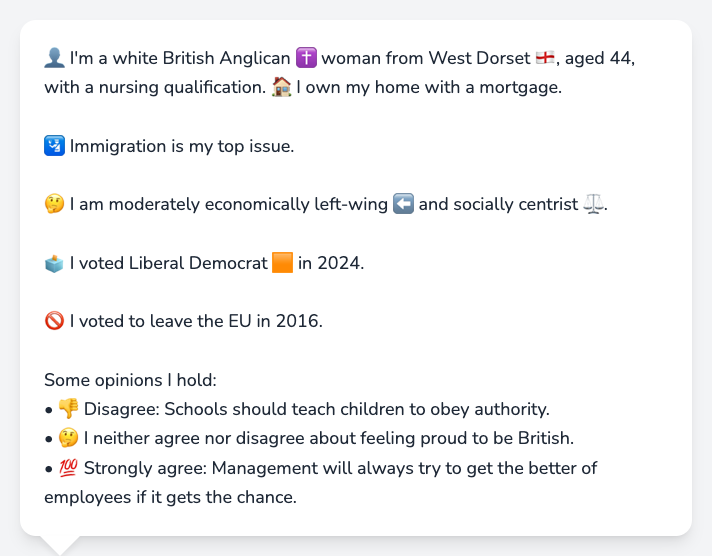 👤 I'm a white British Anglican ✝️ woman from West Dorset 🏴󠁧󠁢󠁥󠁮󠁧󠁿, aged 44,
with a nursing qualification. 🏠 I own my home with a mortgage.
🛂 Immigration is my top issue.
🤔 I am moderately economically left-wing ⬅️ and socially centrist ⚖️.
🗳️ I voted Liberal Democrat 🟧 in 2024.
🚫 I voted to leave the EU in 2016.
Some opinions I hold:
• 👎 Disagree: Schools should teach children to obey authority.
• 🤔 I neither agree nor disagree about feeling proud to be British.
• 💯 Strongly agree: Management will always try to get the better of
employees if it gets the chance.